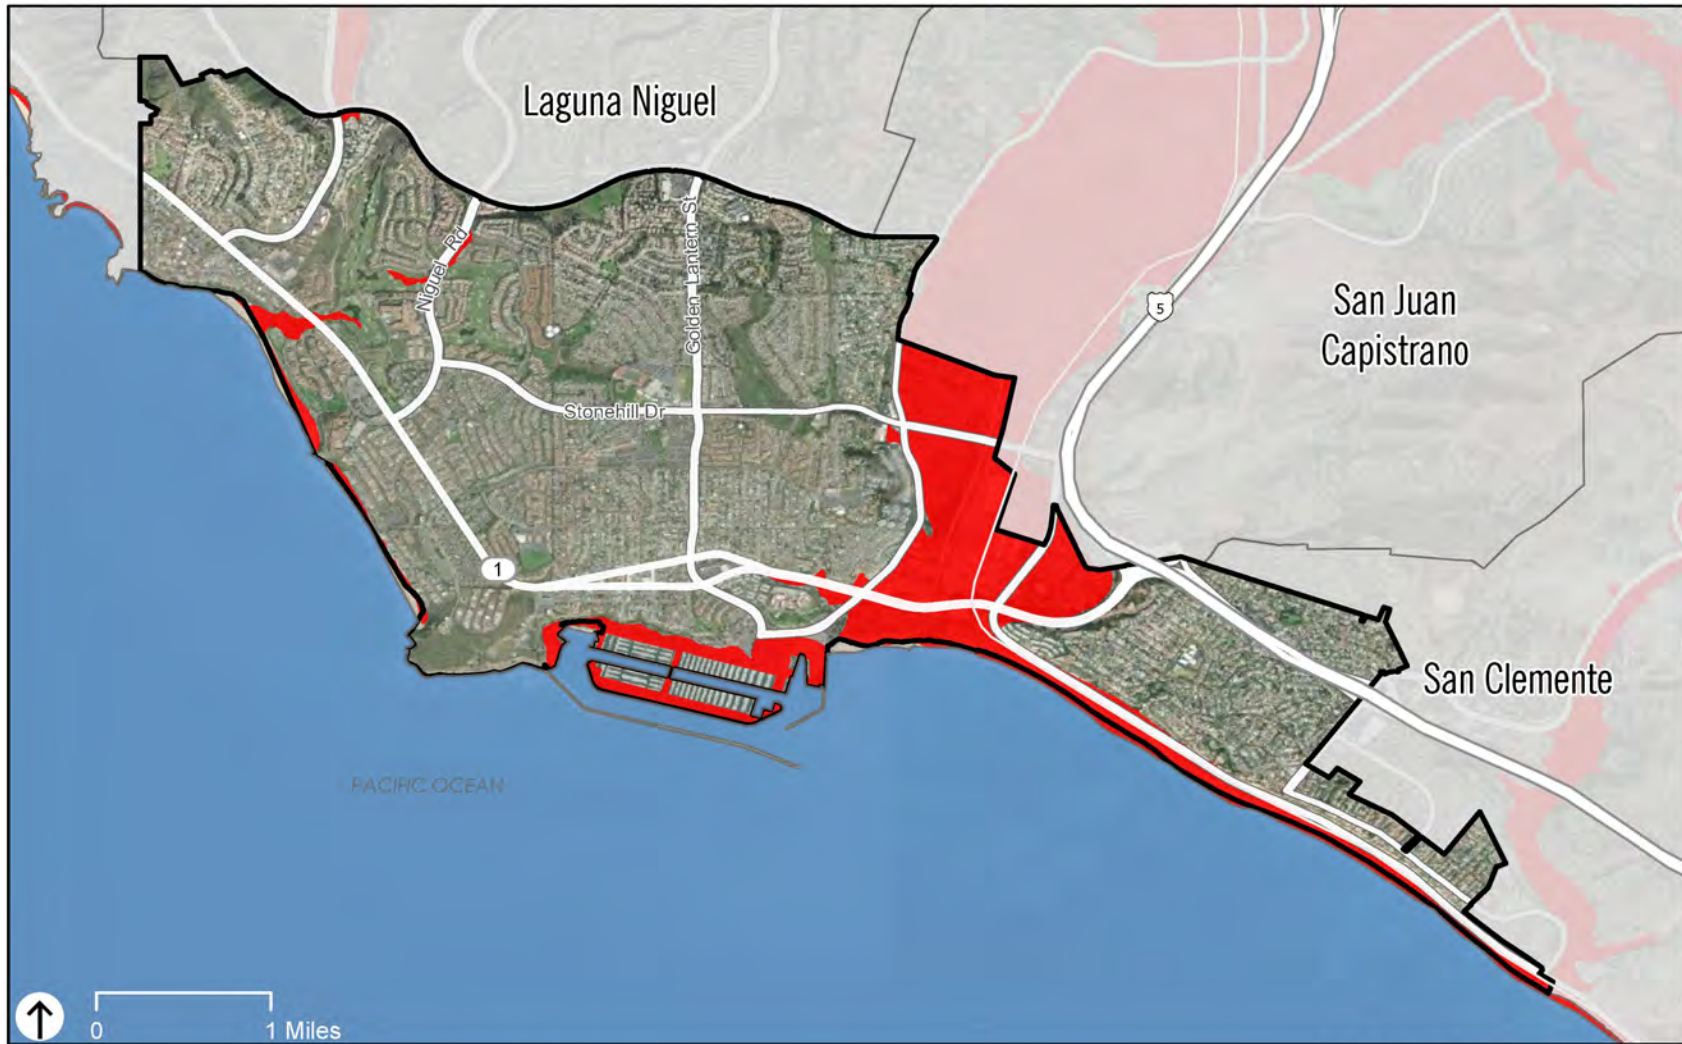 Laguna Niguel
Niguel Rd
Golden Lantern St
5
San Juan
Capistrano
Stonehill Dr
1
San Clemente
PACIFIC OCEAN
0 1 Miles